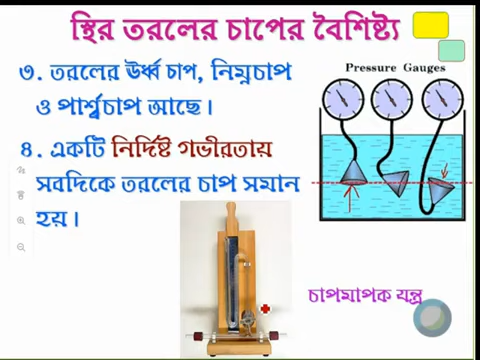 স্থির তরলের চাপের বৈশিষ্ট্য
৩. তরলের ঊর্ধ্ব চাপ, নিম্নচাপ
ও পার্শ্বচাপ আছে।
Pressure Gauges
৪. একটি নির্দিষ্ট গভীরতায়
সবদিকে তরলের চাপ সমান
হয়।
চাপমাপক যন্ত্র